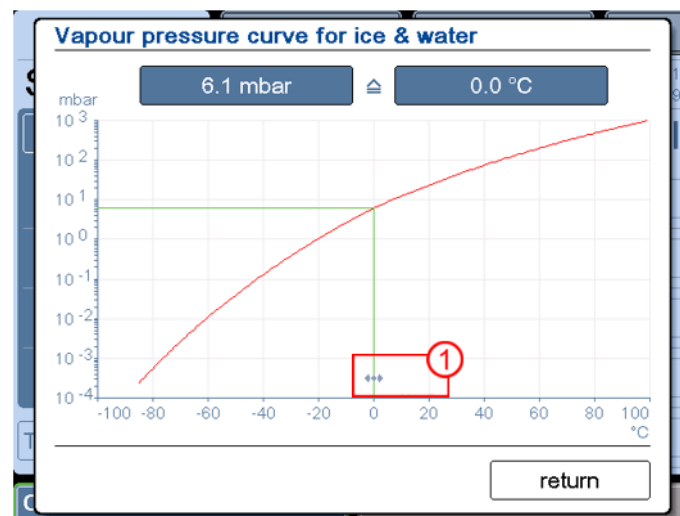 Vapour pressure curve for ice & water
6.1 mbar ≙ 0.0 °C
mbar
10 3
10 2
10 1
10 0
10 -1
10 -2
10 -3
10 -4
1
-100 -80 -60 -40 -20 0 20 40 60 80 100
°C
return